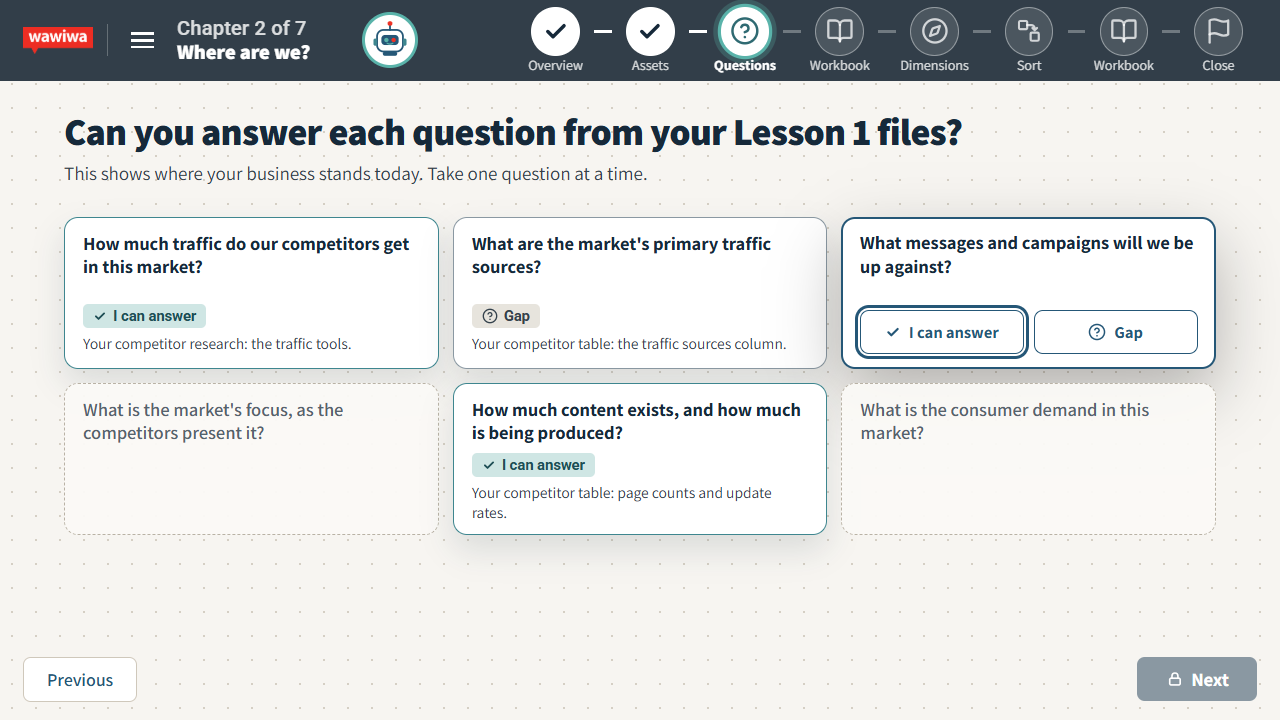 wawiwa
Chapter 2 of 7
Where are we?
Overview
Assets
Questions
Workbook
Dimensions
Sort
Workbook
Close
Can you answer each question from your Lesson 1 files?
This shows where your business stands today. Take one question at a time.
How much traffic do our competitors get
in this market?
I can answer
Your competitor research: the traffic tools.
What are the market's primary traffic
sources?
Gap
Your competitor table: the traffic sources column.
What messages and campaigns will we be
up against?
I can answer
Gap
What is the market's focus, as the
competitors present it?
How much content exists, and how much
is being produced?
I can answer
Your competitor table: page counts and update
rates.
What is the consumer demand in this
market?
Previous
Next